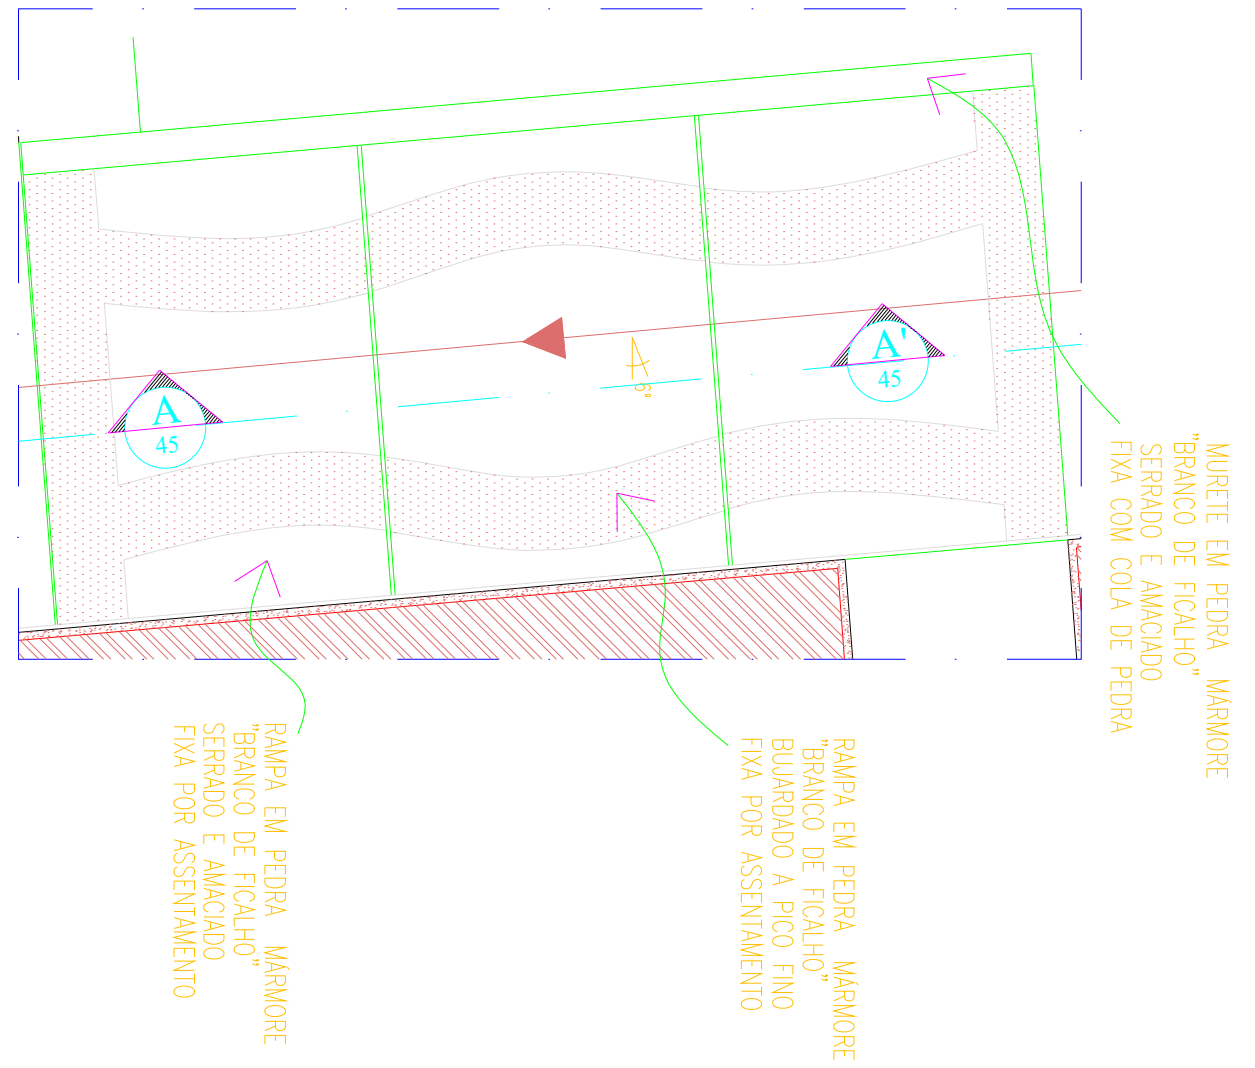 MURETE EM PEDRA MÁRMORE
"BRANCO DE FICALHO"
SERRADO E AMACIADO
FIXA COM COLA DE PEDRA
A'
45
A
45
RAMPA EM PEDRA MÁRMORE
"BRANCO DE FICALHO"
BUJARDADO A PICO FINO
FIXA POR ASSENTAMENTO
RAMPA EM PEDRA MÁRMORE
"BRANCO DE FICALHO"
SERRADO E AMACIADO
FIXA POR ASSENTAMENTO